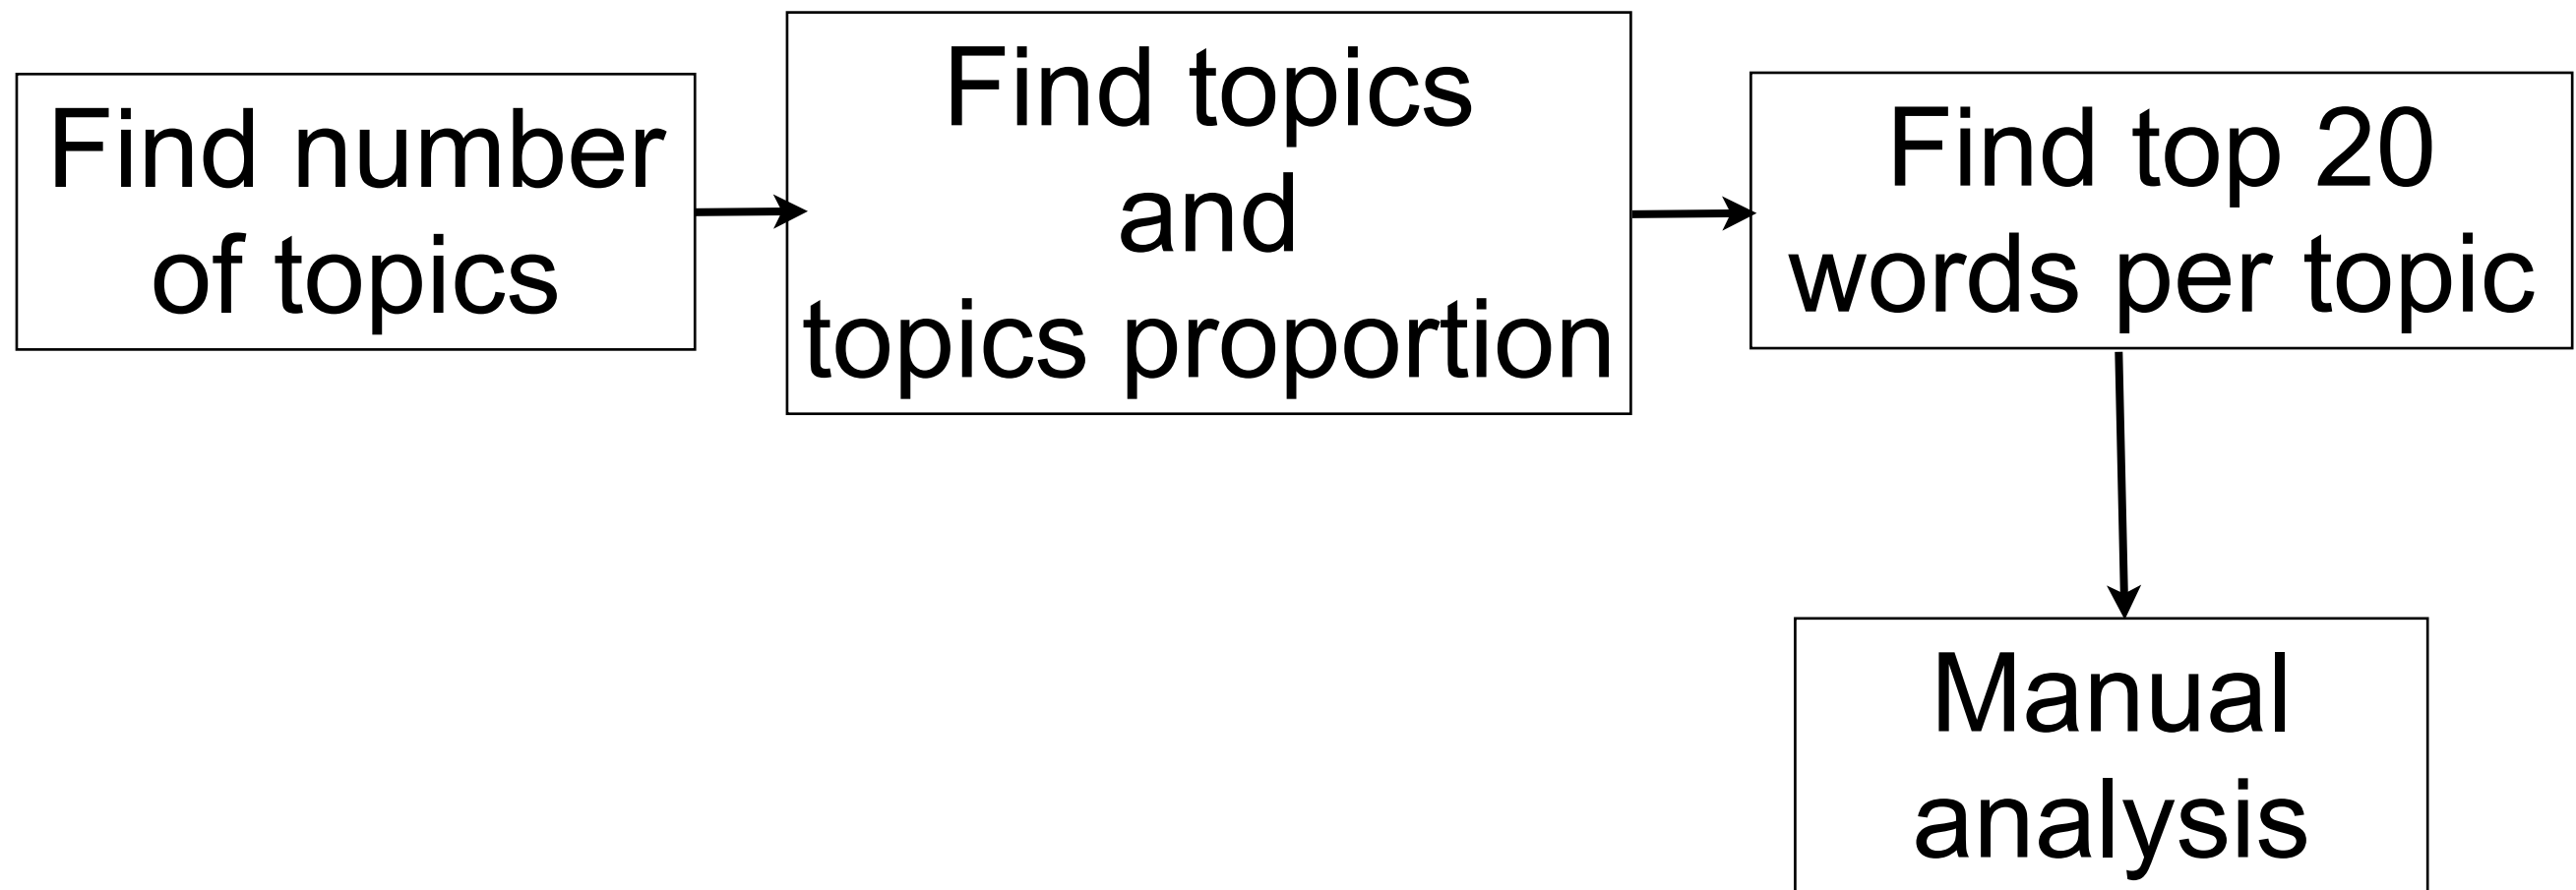 Find number
of topics
Find topics
and
topics proportion
Find top 20
words per topic
Manual
analysis